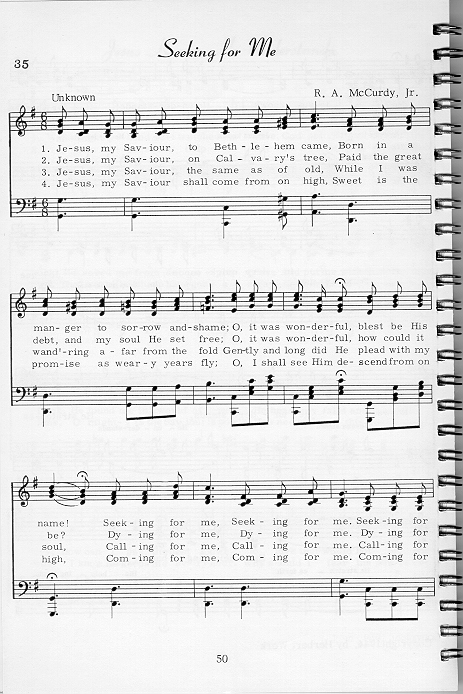 Seeking for Me
35
Unknown R. A. McCurdy, Jr.
1. Je-sus, my Sav-iour, to Beth-le-hem came, Born in a
2. Je-sus, my Sav-iour, on Cal-va-ry's tree, Paid the great
3. Je-sus, my Sav-iour, the same as of old, While I was
4. Je-sus, my Sav-iour shall come from on high, Sweet is the
man-ger to sor-row and-shame; O, it was won-der-ful, blest be His
debt, and my soul He set free; O, it was won-der-ful, how could it
wand'-ring a-far from the fold Gen-tly and long did He plead with my
prom-ise as wear-y years fly; O, I shall see Him de-scend from on
name! Seek-ing for me, Seek-ing for me, Seek-ing for
be? Dy-ing for me, Dy-ing for me, Dy-ing for
soul, Call-ing for me, Call-ing for me, Call-ing for
high, Com-ing for me, Com-ing for me. Com-ing for
50